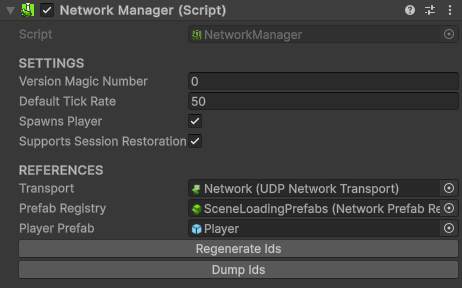 Network Manager (Script)
Script NetworkManager
SETTINGS
Version Magic Number 0
Default Tick Rate 50
Spawns Player
Supports Session Restoration
REFERENCES
Transport Network (UDP Network Transport)
Prefab Registry SceneLoadingPrefabs (Network Prefab Re
Player Prefab Player
Regenerate Ids
Dump Ids